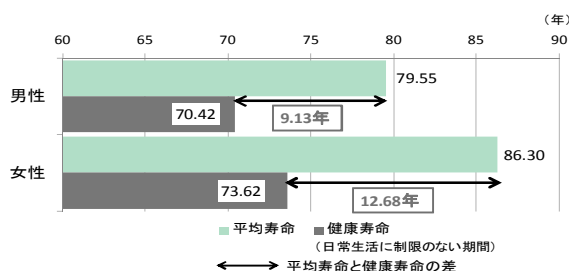 （年）
60 65 70 75 80 85 90
男性
79.55
70.42
9.13年
女性
86.30
73.62
12.68年
平均寿命 健康寿命
（日常生活に制限のない期間）
平均寿命と健康寿命の差